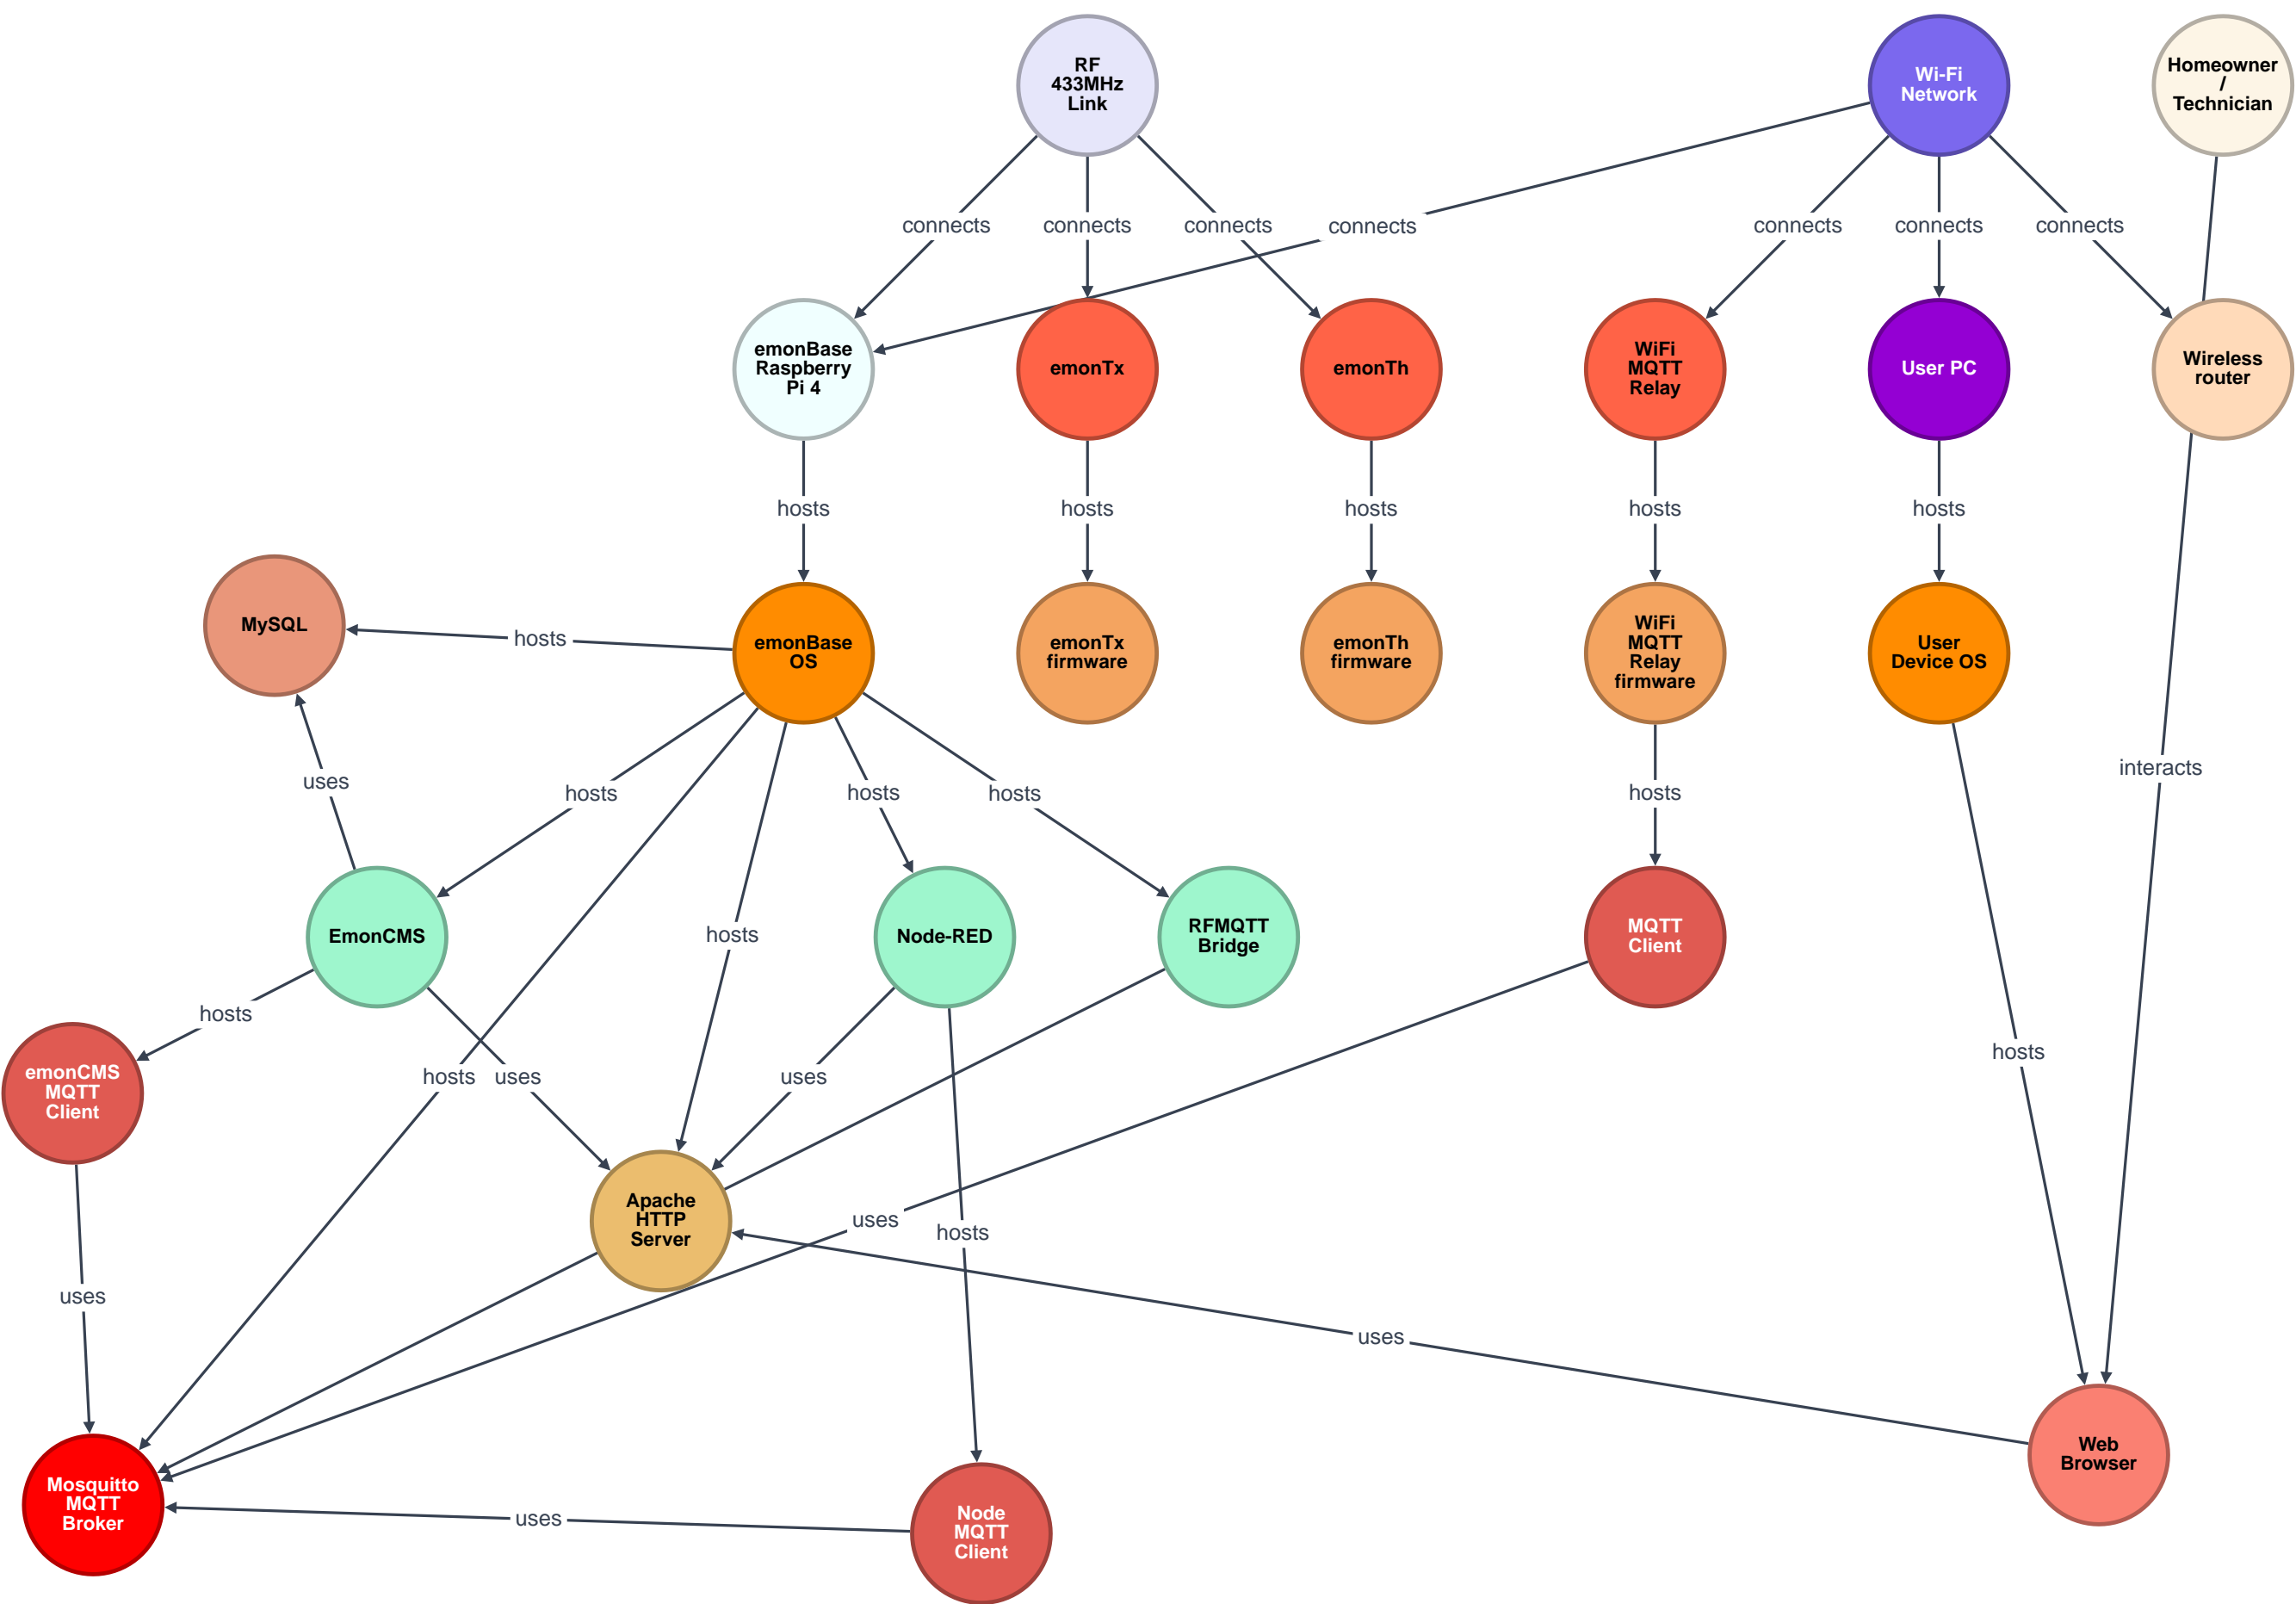 RF
433MHz
Link
Wi-Fi
Network
Homeowner
/
Technician
connects
connects
connects
connects
connects
connects
connects
emonBase
Raspberry
Pi 4
emonTx
emonTh
WiFi
MQTT
Relay
User PC
Wireless
router
hosts
hosts
hosts
hosts
hosts
MySQL
hosts
emonBase
OS
emonTx
firmware
emonTh
firmware
WiFi
MQTT
Relay
firmware
User
Device OS
uses
hosts
hosts
hosts
hosts
interacts
EmonCMS
hosts
Node-RED
RFMQTT
Bridge
MQTT
Client
hosts
emonCMS
MQTT
Client
hosts
uses
uses
hosts
Apache
HTTP
Server
uses
hosts
uses
uses
Mosquitto
MQTT
Broker
uses
Node
MQTT
Client
Web
Browser